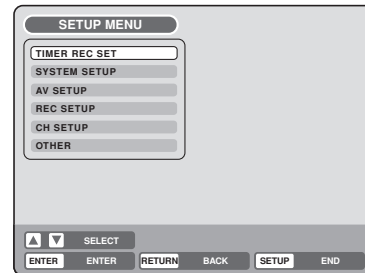 SETUP MENU
TIMER REC SET
SYSTEM SETUP
AV SETUP
REC SETUP
CH SETUP
OTHER
SELECT
ENTER ENTER RETURN BACK SETUP END